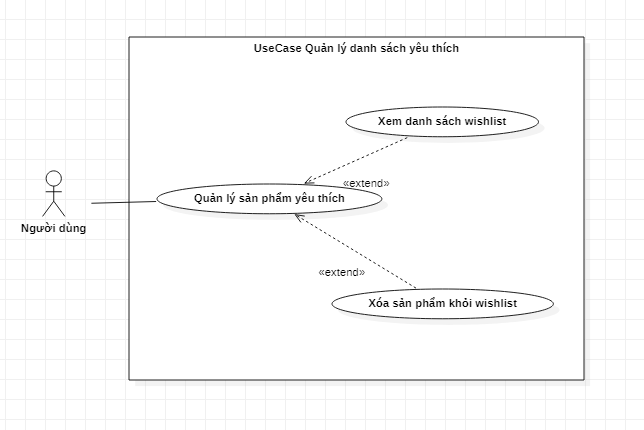 UseCase Quản lý danh sách yêu thích
Xem danh sách wishlist
«extend»
Quản lý sản phẩm yêu thích
Người dùng
«extend»
Xóa sản phẩm khỏi wishlist